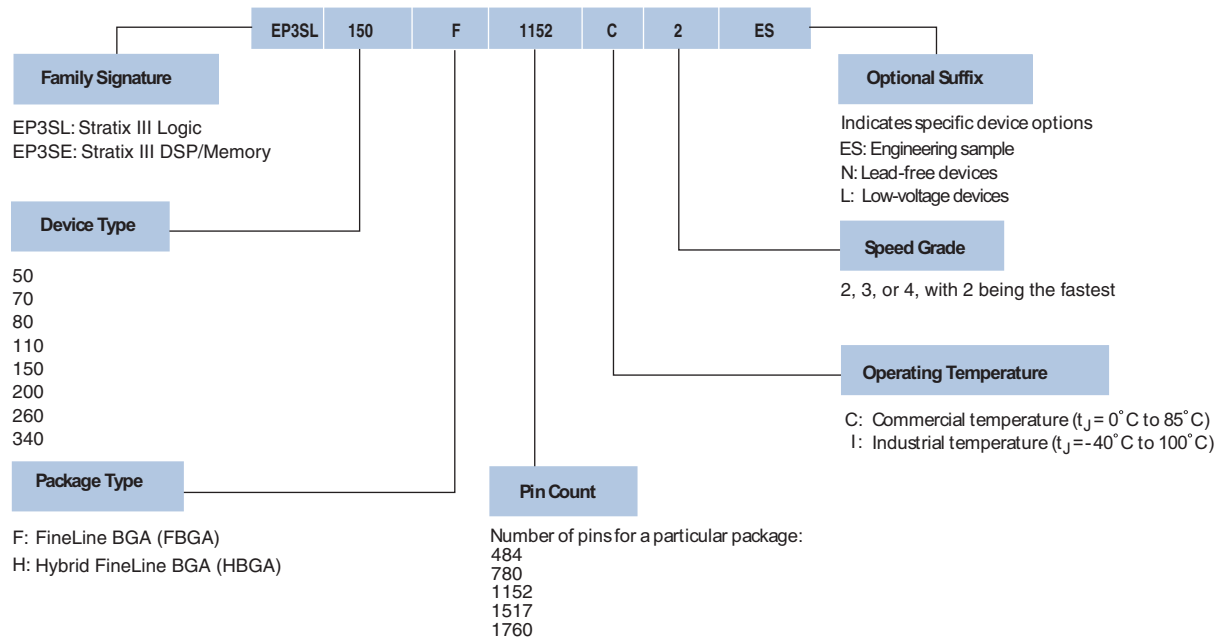 EP3SL 150 F 1152 C 2 ES
Family Signature
EP3SL: Stratix III Logic
EP3SE: Stratix III DSP/Memory
Device Type
50
70
80
110
150
200
260
340
Package Type
F: FineLine BGA (FBGA)
H: Hybrid FineLine BGA (HBGA)
Pin Count
Number of pins for a particular package:
484
780
1152
1517
1760
Optional Suffix
Indicates specific device options
ES: Engineering sample
N: Lead-free devices
L: Low-voltage devices
Speed Grade
2, 3, or 4, with 2 being the fastest
Operating Temperature
C: Commercial temperature (tJ = 0°C to 85°C)
I: Industrial temperature (tJ = -40°C to 100°C)